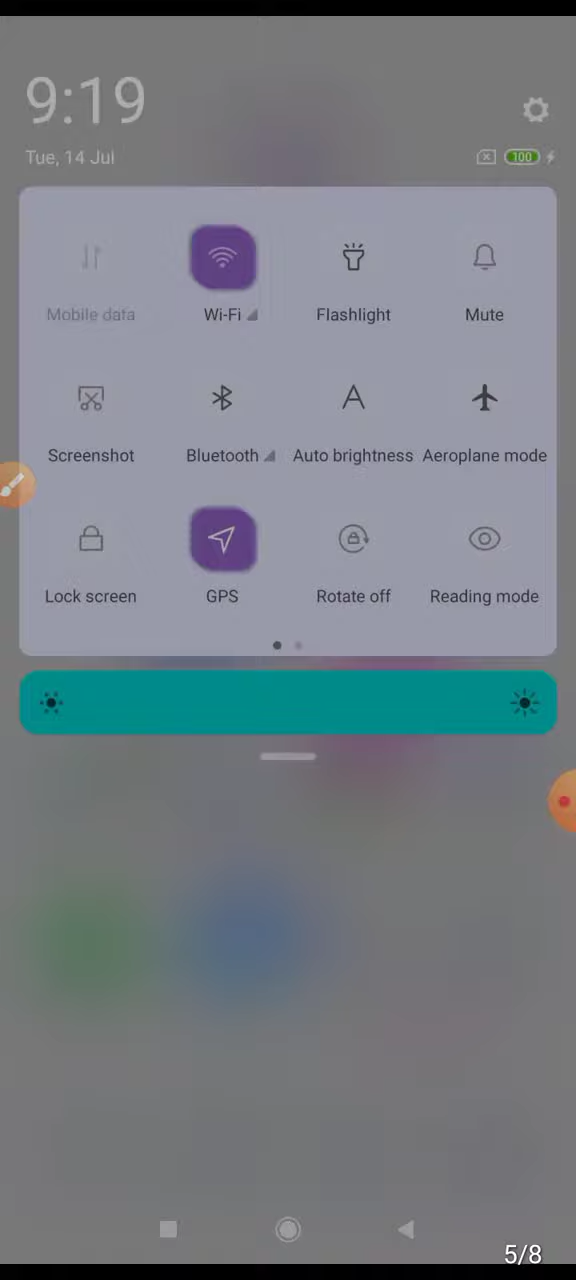 9:19
Tue, 14 Jul
100
Mobile data
Wi-Fi
Flashlight
Mute
Screenshot
Bluetooth
Auto brightness
Aeroplane mode
Lock screen
GPS
Rotate off
Reading mode
5/8